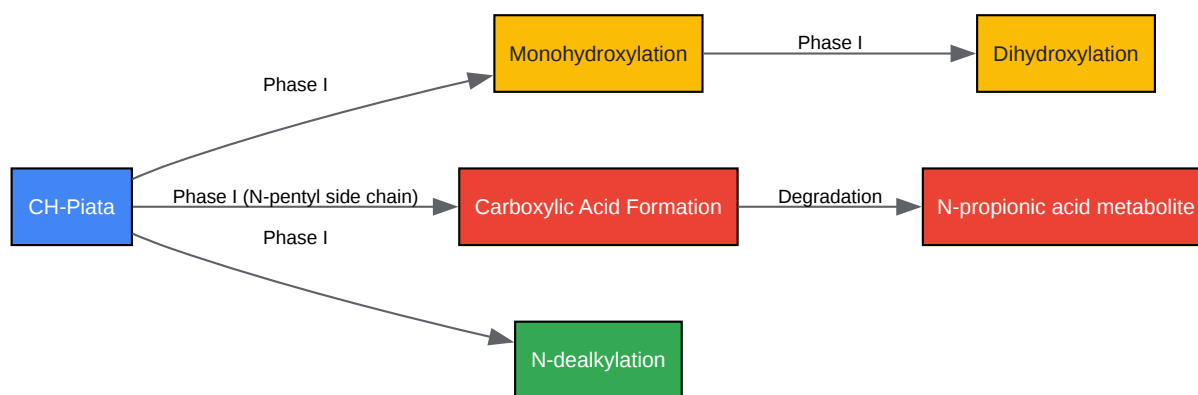 Monohydroxylation
Phase I
Dihydroxylation
Phase I
CH-Piata
Phase I (N-pentyl side chain)
Carboxylic Acid Formation
Degradation
N-propionic acid metabolite
Phase I
N-dealkylation